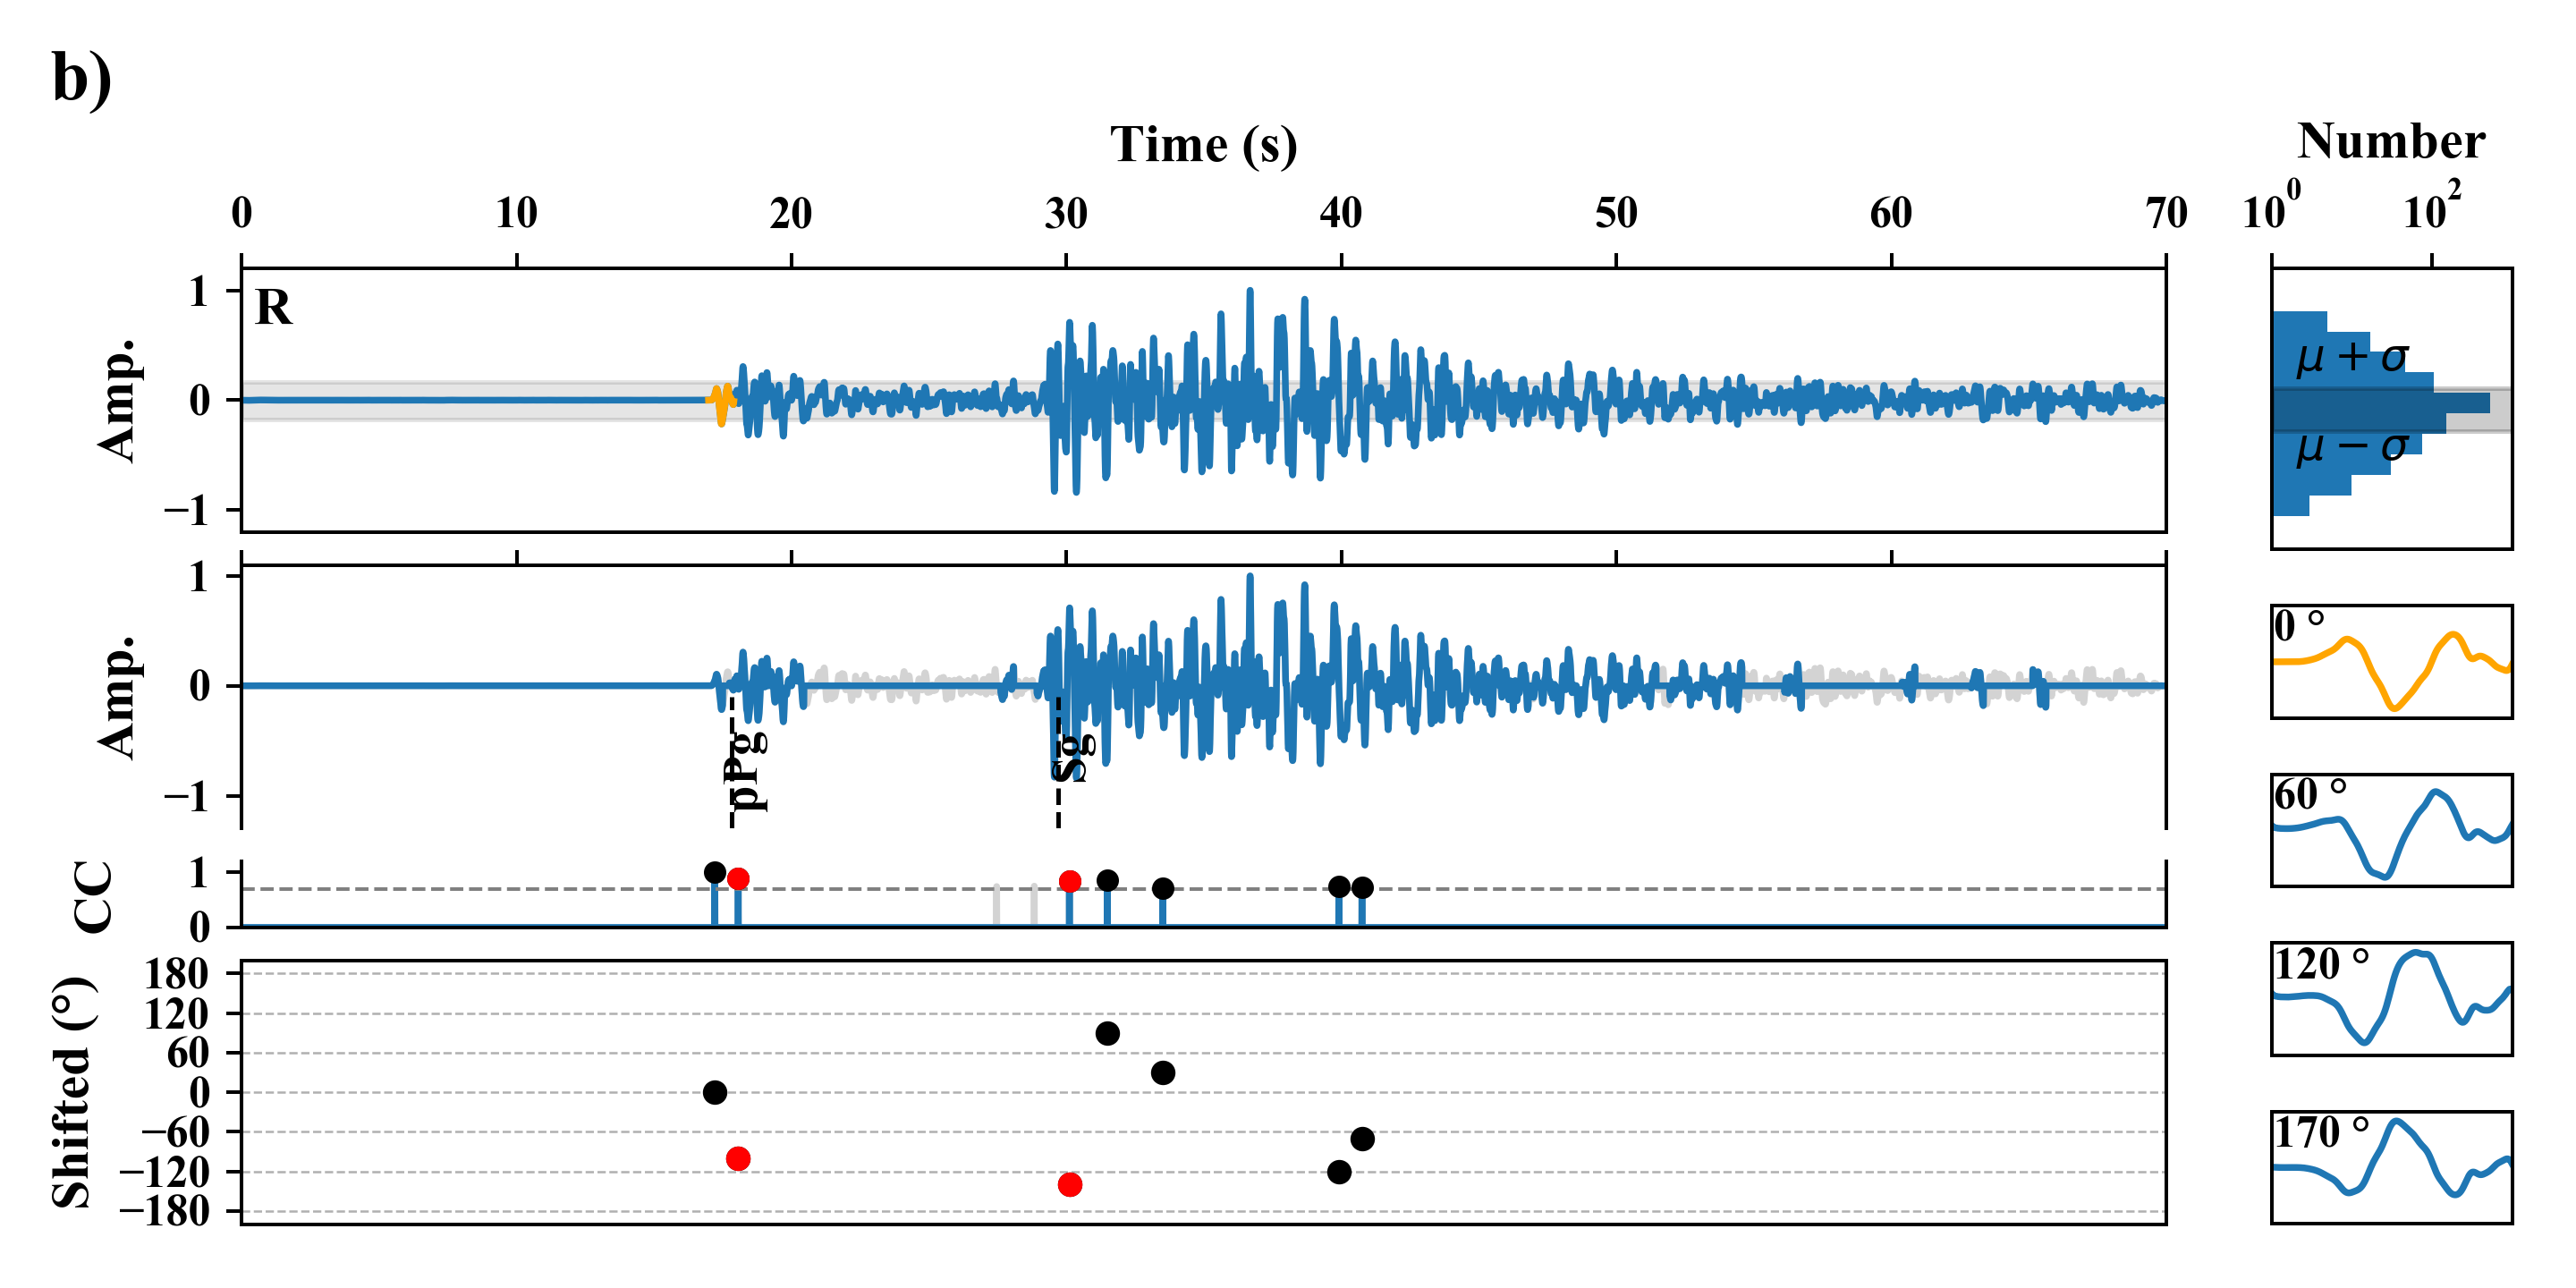 b)
Time (s)
Number
0 10 20 30 40 50 60 70
10^0 10^2
R
Amp.
1
0
−1
μ + σ
μ − σ
Amp.
1
0
−1
pPg
Sg
0 °
60 °
CC
1
0
120 °
Shifted (°)
180
120
60
0
−60
−120
−180
170 °